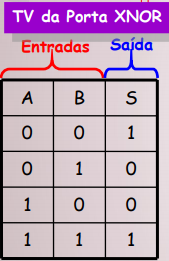 TV da Porta XNOR
Entradas Saída
A B S
0 0 1
0 1 0
1 0 0
1 1 1